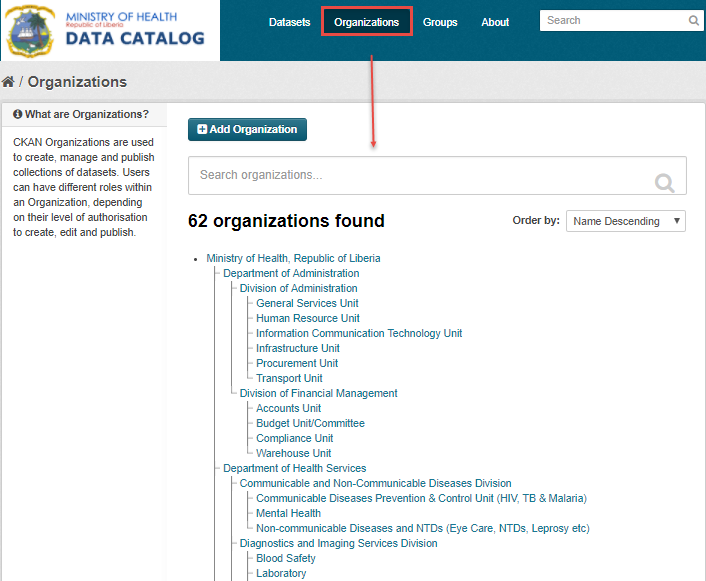 MINISTRY OF HEALTH
Republic of Liberia
DATA CATALOG
Datasets
Organizations
Groups
About
Search
/ Organizations
What are Organizations?
CKAN Organizations are used
to create, manage and publish
collections of datasets. Users
can have different roles within
an Organization, depending
on their level of authorisation
to create, edit and publish.
Add Organization
Search organizations...
62 organizations found
Order by:
Name Descending
Ministry of Health, Republic of Liberia
Department of Administration
Division of Administration
General Services Unit
Human Resource Unit
Information Communication Technology Unit
Infrastructure Unit
Procurement Unit
Transport Unit
Division of Financial Management
Accounts Unit
Budget Unit/Committee
Compliance Unit
Warehouse Unit
Department of Health Services
Communicable and Non-Communicable Diseases Division
Communicable Diseases Prevention & Control Unit (HIV, TB & Malaria)
Mental Health
Non-communicable Diseases and NTDs (Eye Care, NTDs, Leprosy etc)
Diagnostics and Imaging Services Division
Blood Safety
Laboratory